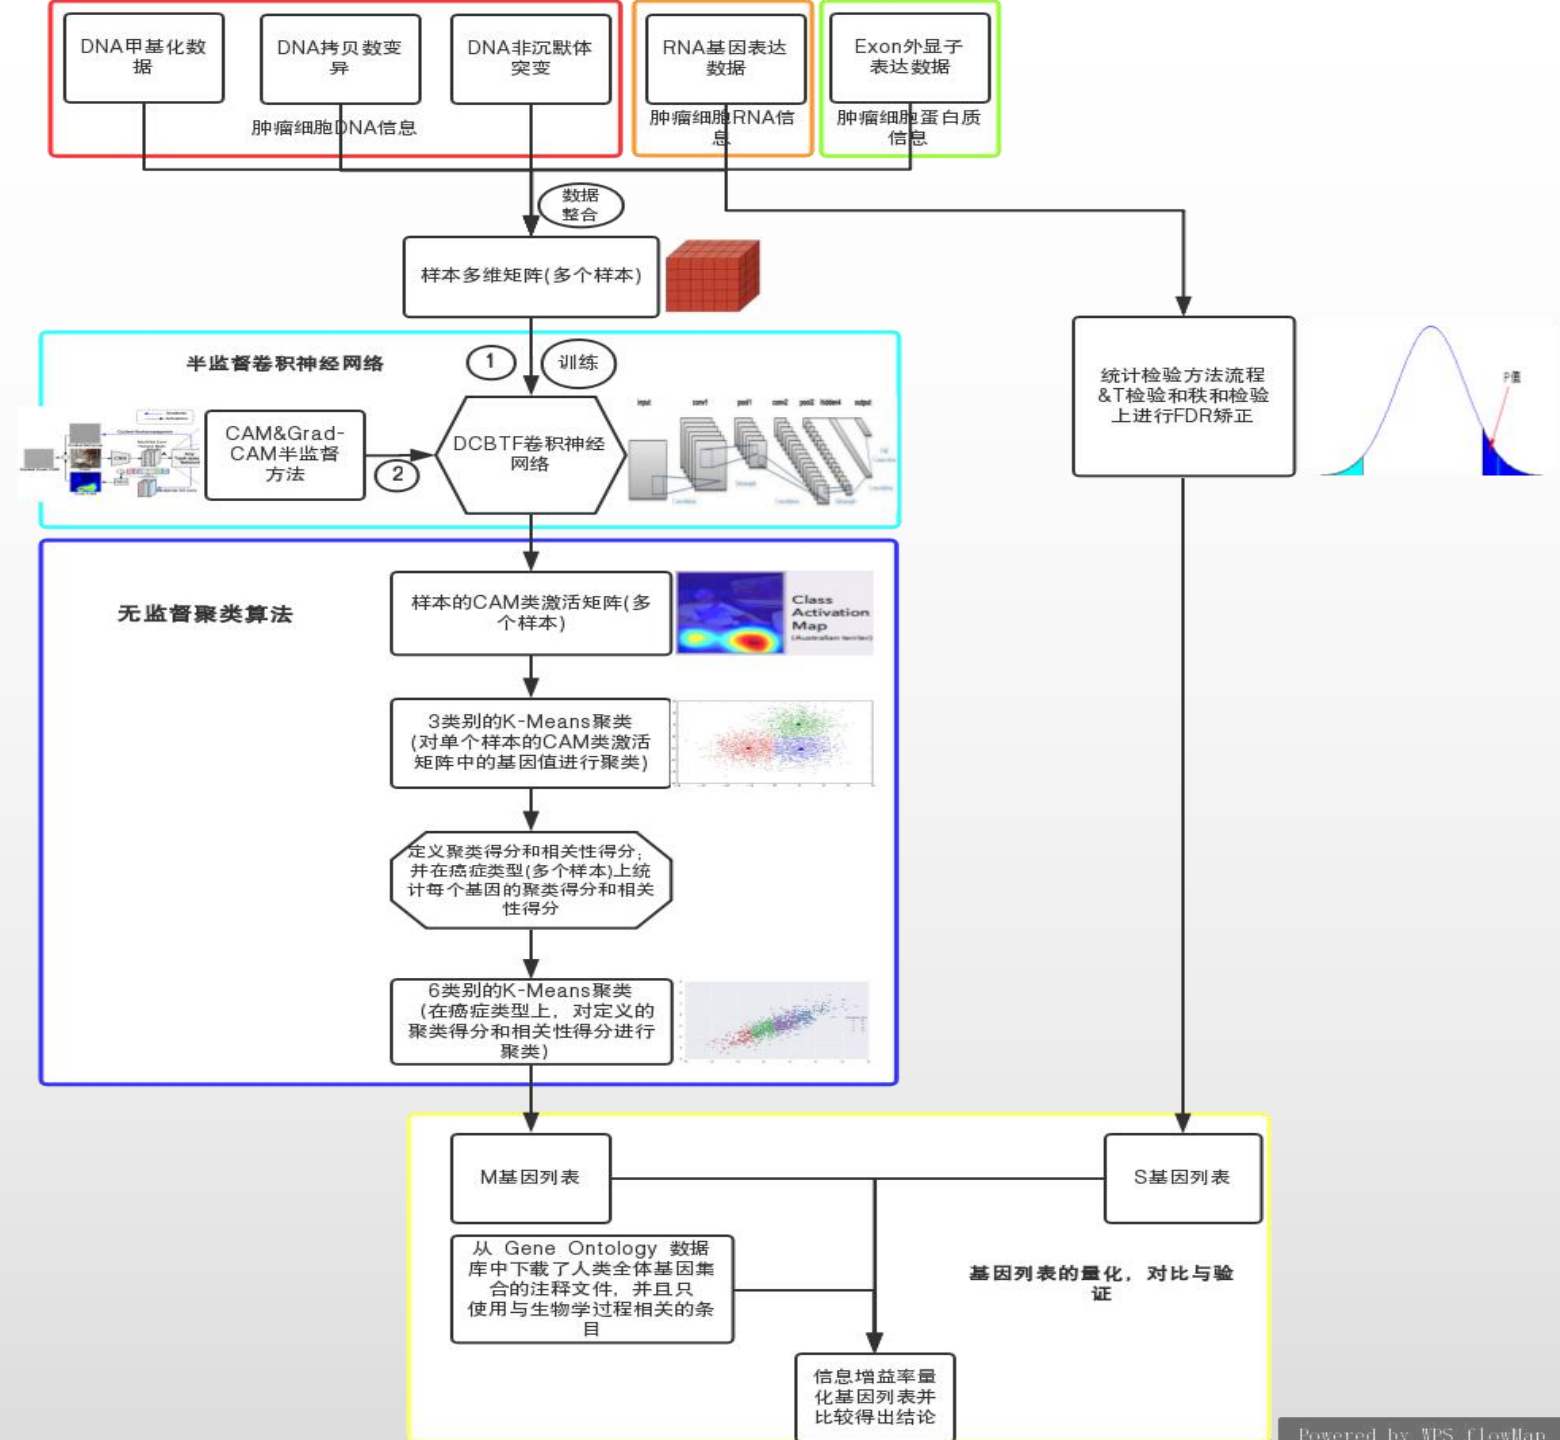 DNA甲基化数
据
DNA拷贝数变
异
DNA非沉默体
突变
RNA基因表达
数据
Exon外显子
表达数据
肿瘤细胞DNA信息
肿瘤细胞RNA信
息
肿瘤细胞蛋白质
信息
数据
整合
样本多维矩阵(多个样本)
半监督卷积神经网络
1
训练
CAM&Grad-
CAM半监督
方法
2
DCBTF卷积神经
网络
input conv1 pool1 conv2 pool2 hidden4 output
统计检验方法流程
&T检验和秩和检验
上进行FDR矫正
P值
无监督聚类算法
样本的CAM类激活矩阵(多
个样本)
Class
Activation
Map
(Australian terrier)
3类别的K-Means聚类
(对单个样本的CAM类激活
矩阵中的基因值进行聚类)
定义聚类得分和相关性得分;
并在癌症类型(多个样本)上统
计每个基因的聚类得分和相关
性得分
6类别的K-Means聚类
(在癌症类型上, 对定义的
聚类得分和相关性得分进行
聚类)
M基因列表
S基因列表
从 Gene Ontology 数据
库中下载了人类全体基因集
合的注释文件, 并且只
使用与生物学过程相关的条
目
基因列表的量化, 对比与验
证
信息增益率量
化基因列表并
比较得出结论
Powered by WPS flowMap